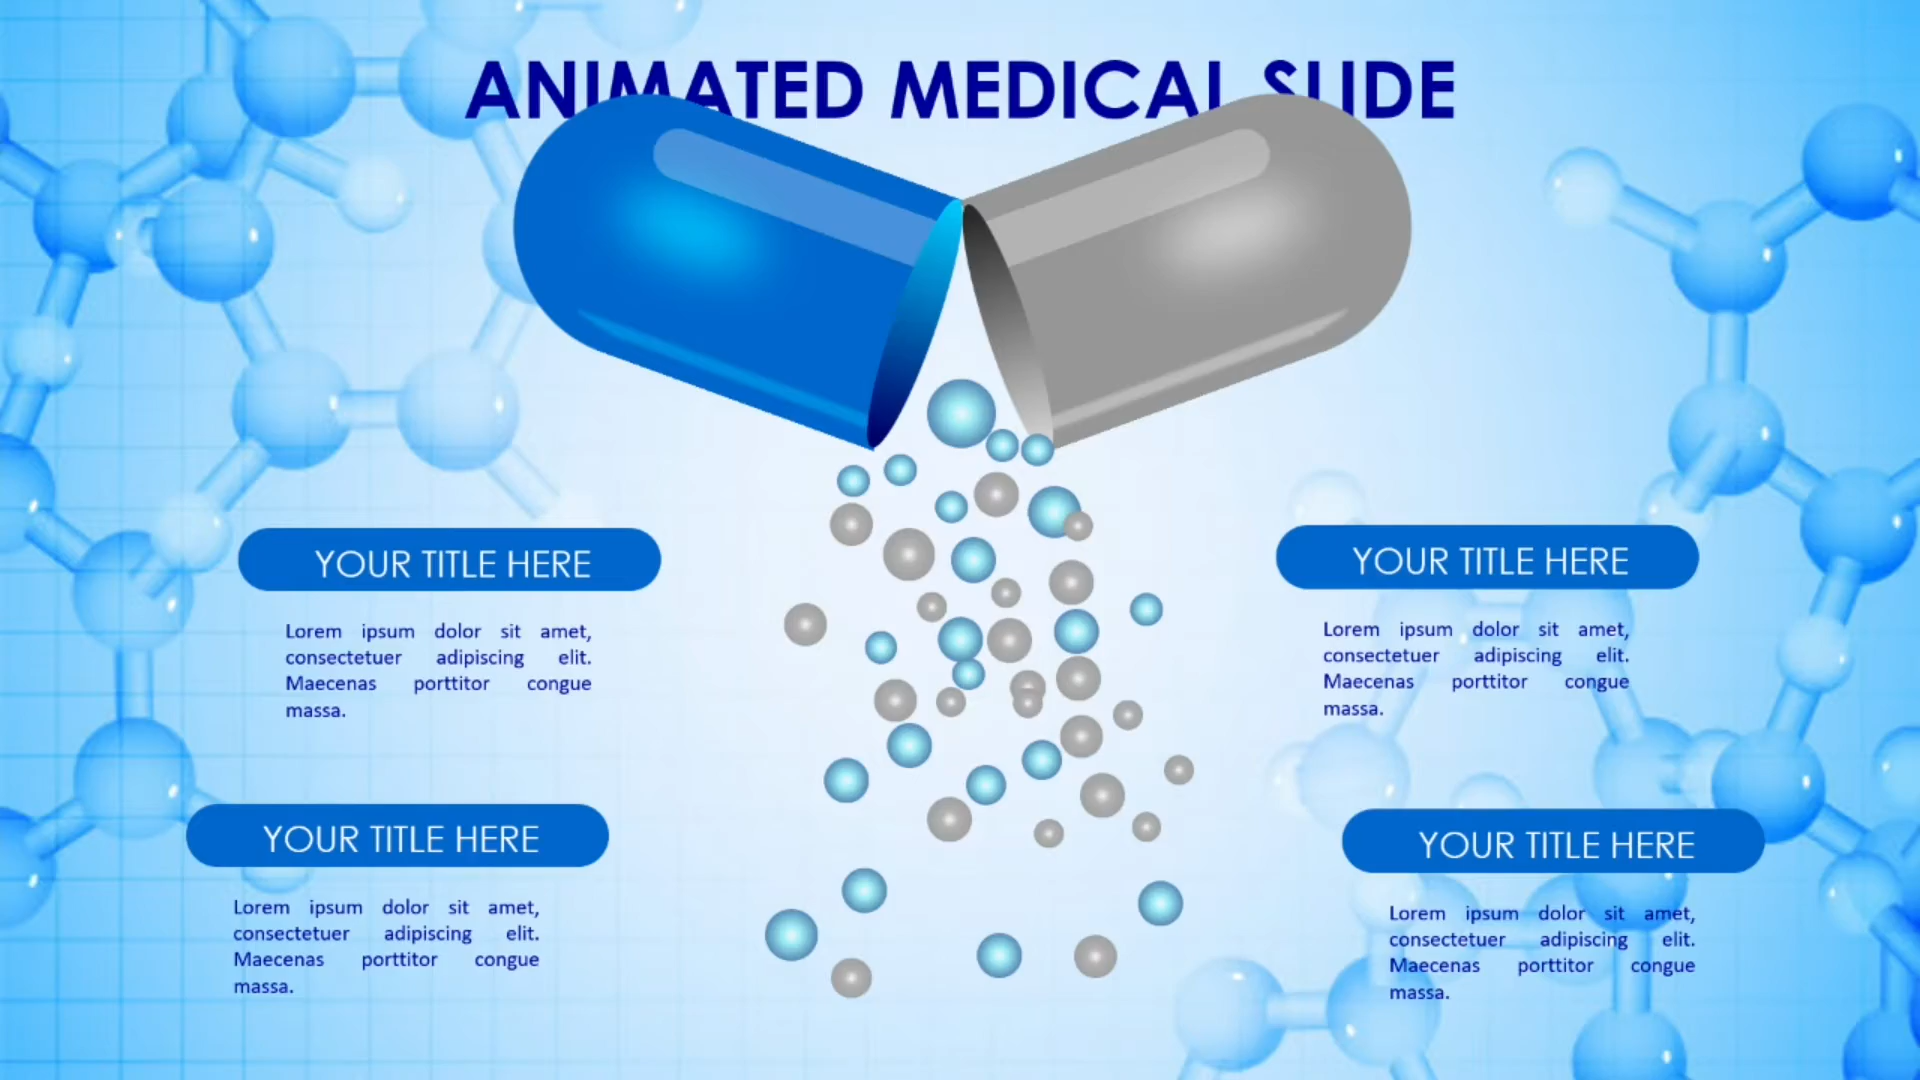 ANIMATED MEDICAL SLIDE
YOUR TITLE HERE
Lorem ipsum dolor sit amet,
consectetuer adipiscing elit.
Maecenas porttitor congue
massa.
YOUR TITLE HERE
Lorem ipsum dolor sit amet,
consectetuer adipiscing elit.
Maecenas porttitor congue
massa.
YOUR TITLE HERE
Lorem ipsum dolor sit amet,
consectetuer adipiscing elit.
Maecenas porttitor congue
massa.
YOUR TITLE HERE
Lorem ipsum dolor sit amet,
consectetuer adipiscing elit.
Maecenas porttitor congue
massa.